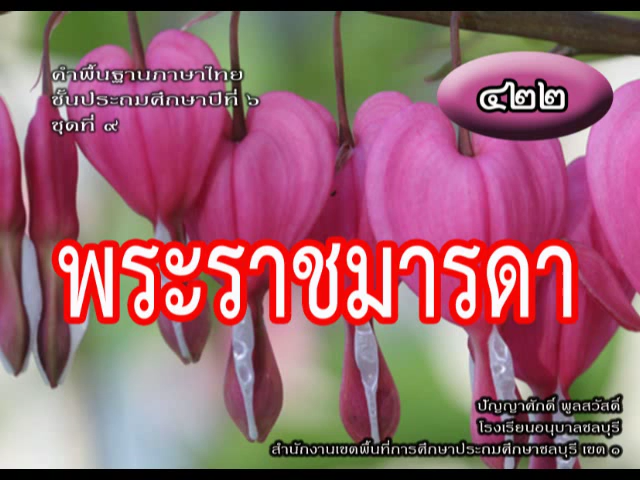 คำพื้นฐานภาษาไทย
ชั้นประถมศึกษาปีที่ ๖
ชุดที่ ๙
๔๒๒
พระราชมารดา
ปัญญาศักดิ์ พูลสวัสดิ์
โรงเรียนอนุบาลชลบุรี
สำนักงานเขตพื้นที่การศึกษาประถมศึกษาชลบุรี เขต ๑